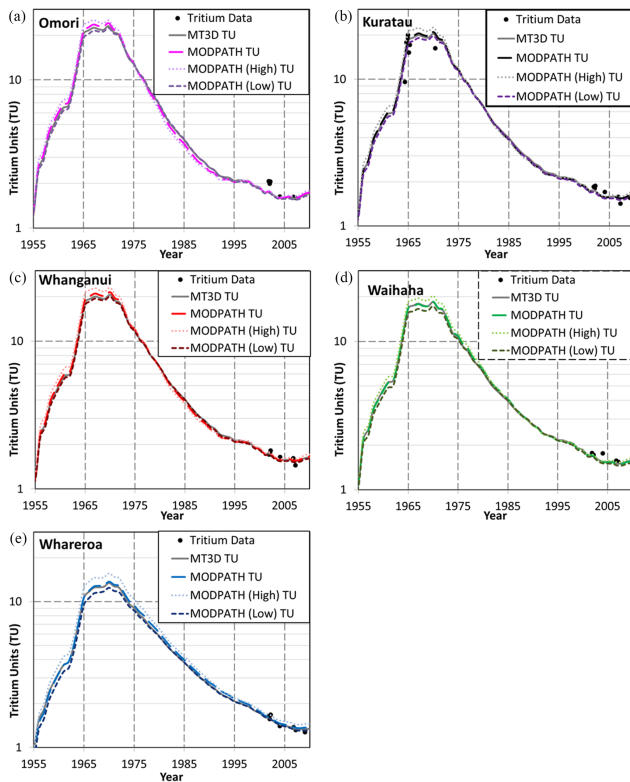 (a)
Omori
Tritium Data
MT3D TU
MODPATH TU
MODPATH (High) TU
MODPATH (Low) TU
Tritium Units (TU)
10
1
1955 1965 1975 1985 1995 2005
Year
(b)
Kuratau
Tritium Data
MT3D TU
MODPATH TU
MODPATH (High) TU
MODPATH (Low) TU
Tritium Units (TU)
10
1
1955 1965 1975 1985 1995 2005
Year
(c)
Whanganui
Tritium Data
MT3D TU
MODPATH TU
MODPATH (High) TU
MODPATH (Low) TU
Tritium Units (TU)
10
1
1955 1965 1975 1985 1995 2005
Year
(d)
Waihaha
Tritium Data
MT3D TU
MODPATH TU
MODPATH (High) TU
MODPATH (Low) TU
Tritium Units (TU)
10
1
1955 1965 1975 1985 1995 2005
Year
(e)
Whareroa
Tritium Data
MT3D TU
MODPATH TU
MODPATH (High) TU
MODPATH (Low) TU
Tritium Units (TU)
10
1
1955 1965 1975 1985 1995 2005
Year